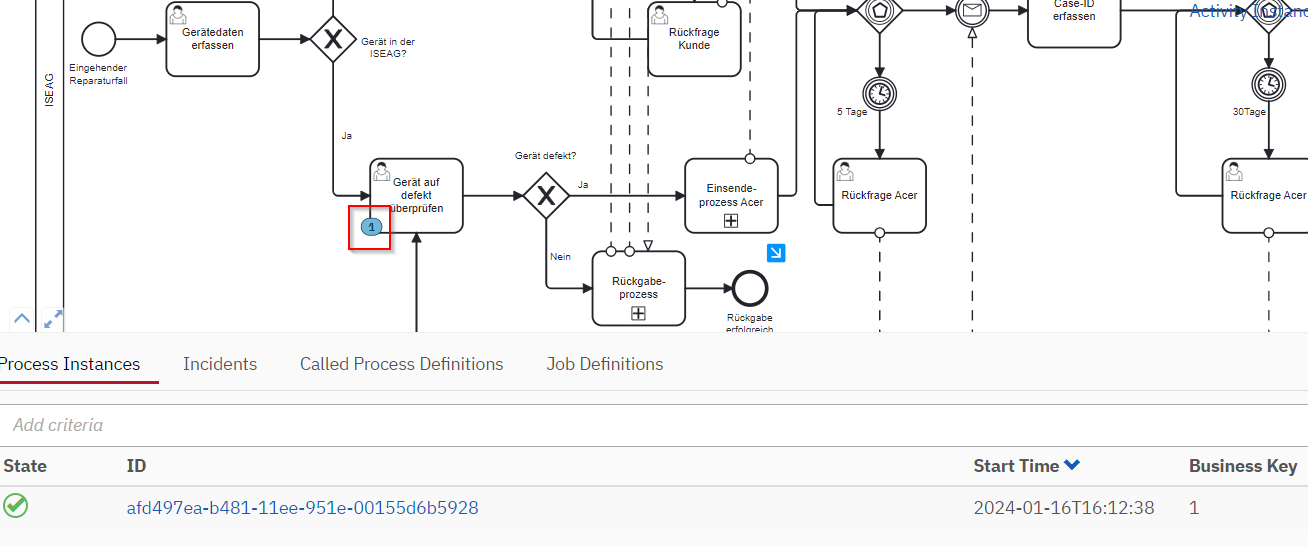 ISEAG
Eingehender
Reparaturfall
Gerätedaten
erfassen
Gerät in der
ISEAG?
Ja
Gerät auf
defekt
überprüfen
1
Gerät defekt?
Ja
Nein
Rückfrage
Kunde
Einsende-
prozess Acer
Rückgabe-
prozess
Rückgabe
erfolgreich
5 Tage
Rückfrage Acer
Case-ID
erfassen
Activity Instanc
30Tage
Rückfrage Acer
Process Instances
Incidents
Called Process Definitions
Job Definitions
Add criteria
State
ID
Start Time
Business Key
afd497ea-b481-11ee-951e-00155d6b5928
2024-01-16T16:12:38
1